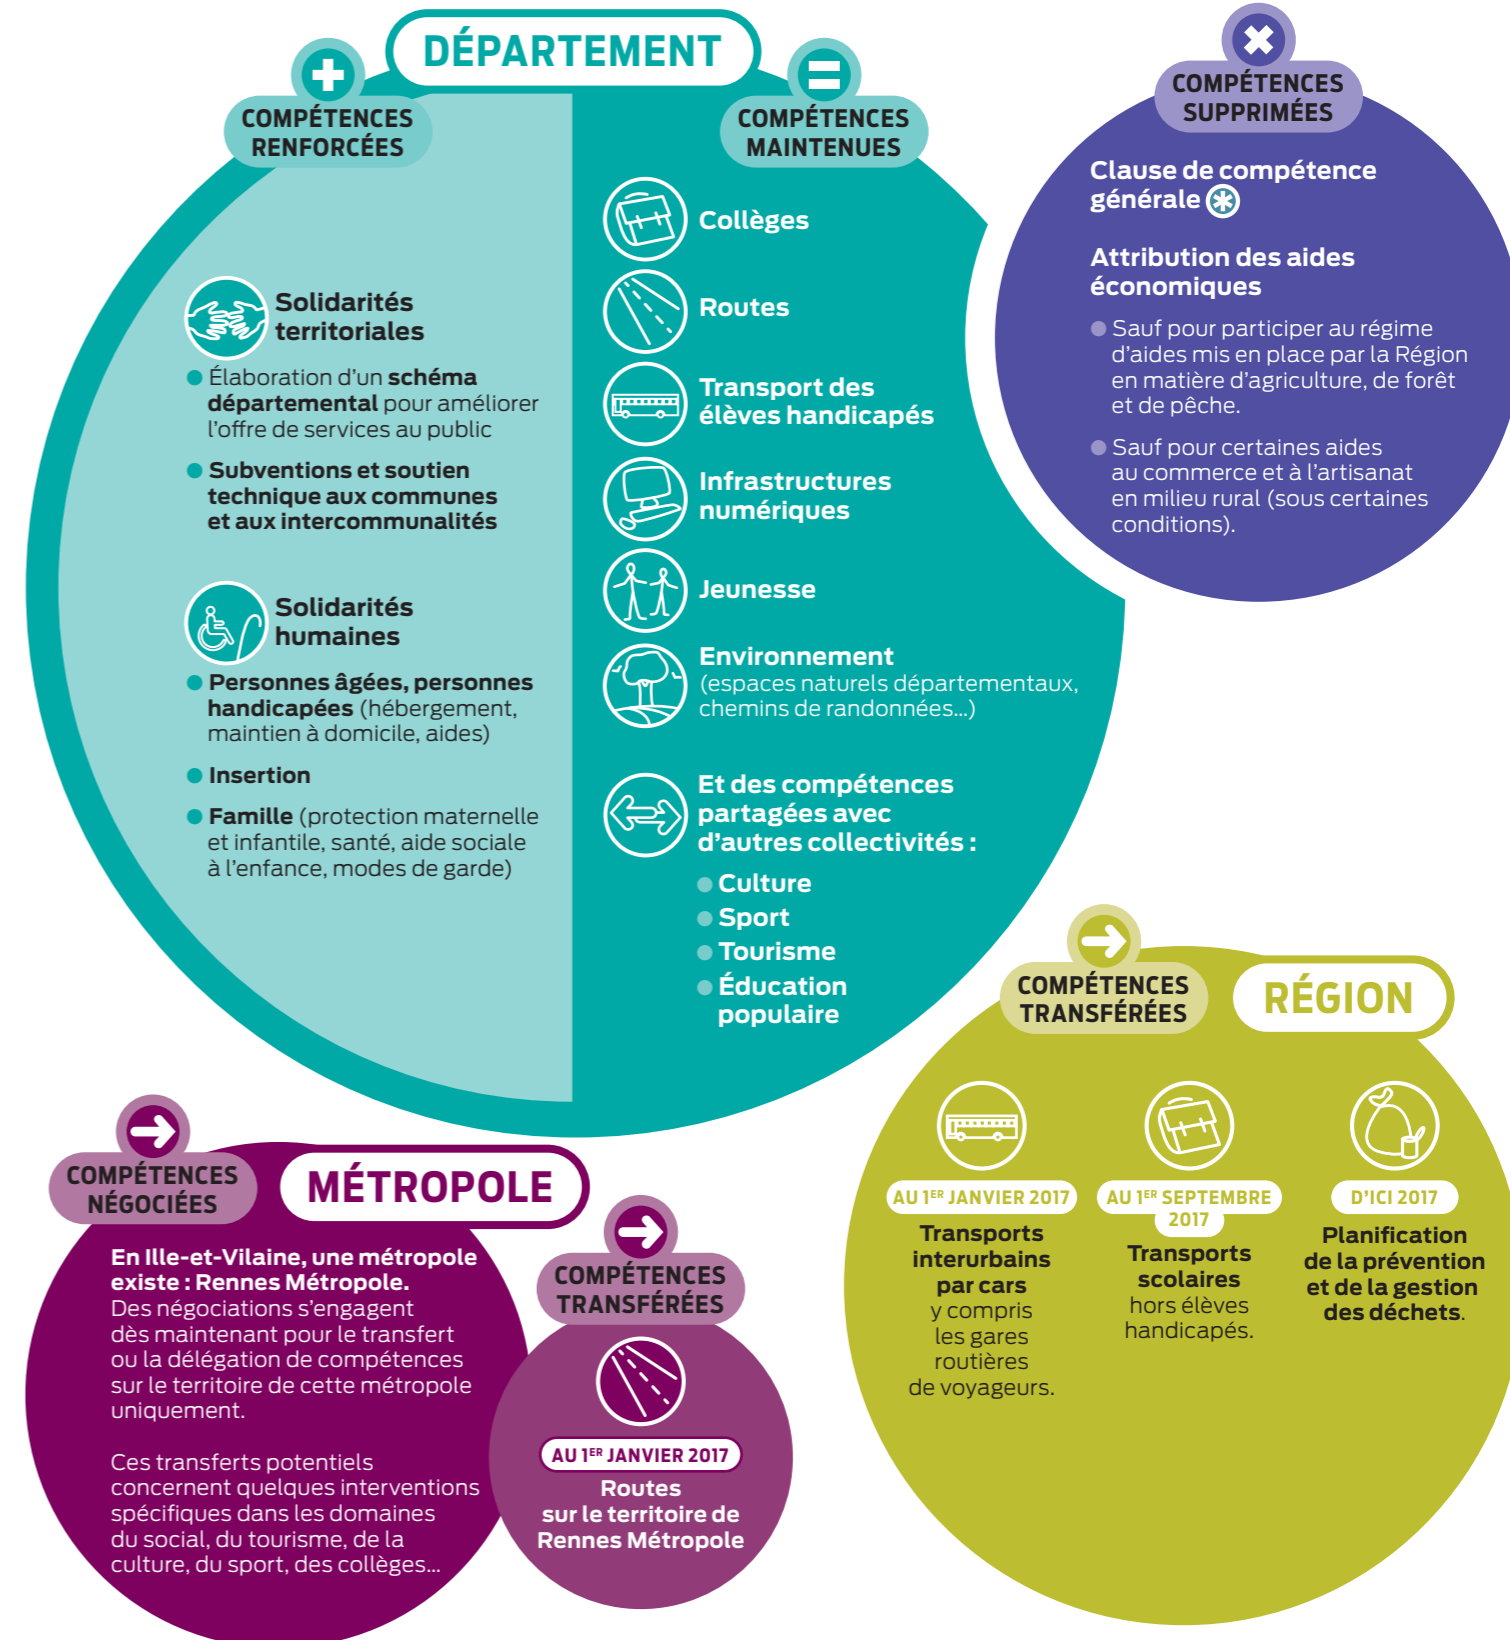 DÉPARTEMENT
COMPÉTENCES
RENFORCÉES
Solidarités
territoriales
Élaboration d’un schéma
départemental pour améliorer
l’offre de services au public
Subventions et soutien
technique aux communes
et aux intercommunalités
Solidarités
humaines
Personnes âgées, personnes
handicapées (hébergement,
maintien à domicile, aides)
Insertion
Famille (protection maternelle
et infantile, santé, aide sociale
à l’enfance, modes de garde)
COMPÉTENCES
MAINTENUES
Collèges
Routes
Transport des
élèves handicapés
Infrastructures
numériques
Jeunesse
Environnement
(espaces naturels départementaux,
chemins de randonnées...)
Et des compétences
partagées avec
d’autres collectivités :
Culture
Sport
Tourisme
Éducation
populaire
COMPÉTENCES
SUPPRIMÉES
Clause de compétence
générale *
Attribution des aides
économiques
Sauf pour participer au régime
d’aides mis en place par la Région
en matière d’agriculture, de forêt
et de pêche.
Sauf pour certaines aides
au commerce et à l’artisanat
en milieu rural (sous certaines
conditions).
COMPÉTENCES
TRANSFÉRÉES
RÉGION
AU 1ER JANVIER 2017
Transports
interurbains
par cars
y compris
les gares
routières
de voyageurs.
AU 1ER SEPTEMBRE
2017
Transports
scolaires
hors élèves
handicapés.
D’ICI 2017
Planification
de la prévention
et de la gestion
des déchets.
COMPÉTENCES
NÉGOCIÉES
MÉTROPOLE
En Ille-et-Vilaine, une métropole
existe : Rennes Métropole.
Des négociations s’engagent
dès maintenant pour le transfert
ou la délégation de compétences
sur le territoire de cette métropole
uniquement.
Ces transferts potentiels
concernent quelques interventions
spécifiques dans les domaines
du social, du tourisme, de la
culture, du sport, des collèges...
COMPÉTENCES
TRANSFÉRÉES
AU 1ER JANVIER 2017
Routes
sur le territoire de
Rennes Métropole